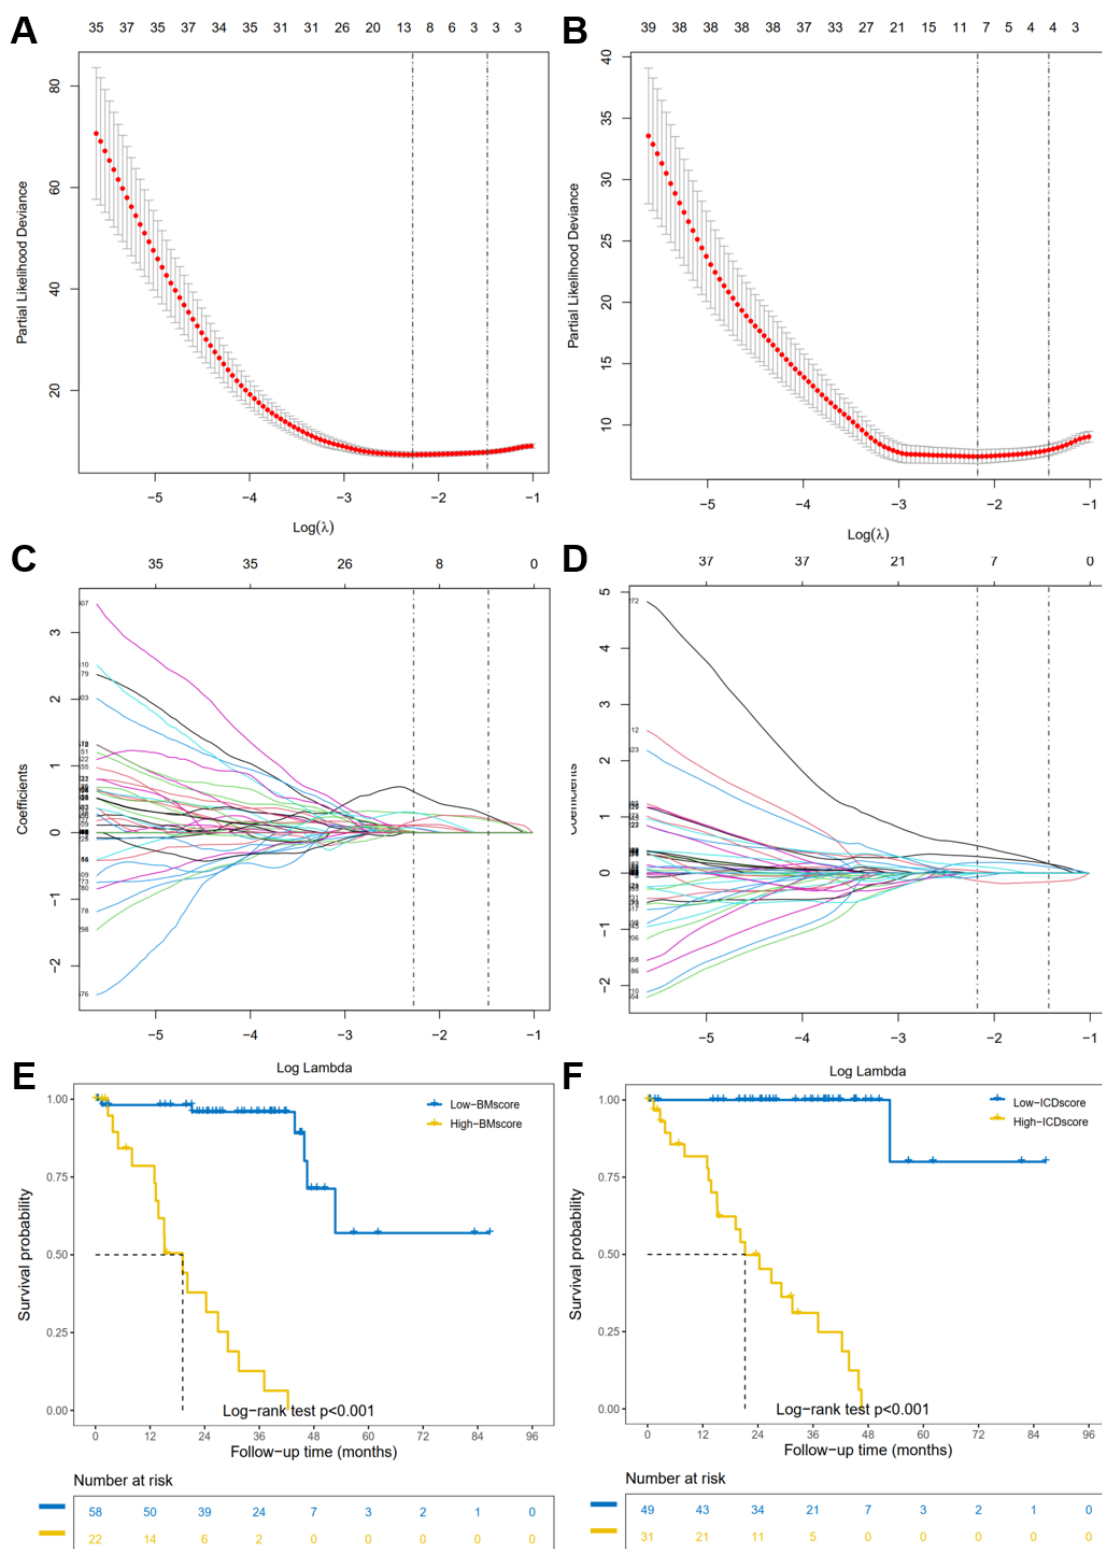 A
35 37 35 37 34 35 31 31 26 20 13 8 6 3 3 3
80
60
40
20
Partial Likelihood Deviance
−5 −4 −3 −2 −1
Log(λ)
B
39 38 38 38 38 37 33 27 21 15 11 7 5 4 4 3
40
35
30
25
20
15
10
Partial Likelihood Deviance
−5 −4 −3 −2 −1
Log(λ)
C
35 35 26 8 0
3
2
1
0
−1
−2
Coefficients
−5 −4 −3 −2 −1
Log Lambda
D
37 37 21 7 0
5
4
3
2
1
0
−1
−2
−5 −4 −3 −2 −1
Log Lambda
E
1.00
0.75
0.50
0.25
0.00
Survival probability
Low−BMscore
High−BMscore
Log−rank test p<0.001
0 12 24 36 48 60 72 84 96
Follow−up time (months)
Number at risk
58 50 39 24 7 3 2 1 0
22 14 6 2 0 0 0 0 0
F
1.00
0.75
0.50
0.25
0.00
Survival probability
Low−ICDscore
High−ICDscore
Log−rank test p<0.001
0 12 24 36 48 60 72 84 96
Follow−up time (months)
Number at risk
49 43 34 21 7 3 2 1 0
31 21 11 5 0 0 0 0 0